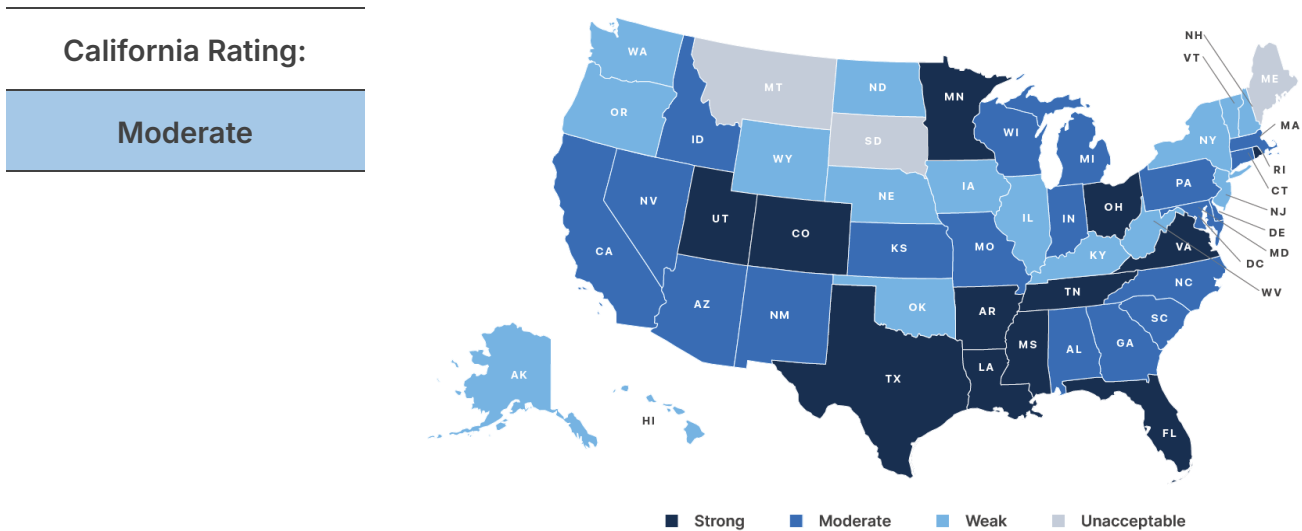 California Rating:
Moderate
NH
VT
WA
MT
ND
MN
ME
OR
ID
WI
MA
SD
NY
MI
WY
RI
PA
CT
IA
NE
NV
OH
NJ
UT
IL
IN
CO
DE
VA
CA
KS
MO
MD
KY
DC
NC
WV
TN
AZ
OK
AR
NM
SC
MS
GA
AL
LA
AK
TX
HI
FL
Strong
Moderate
Weak
Unacceptable